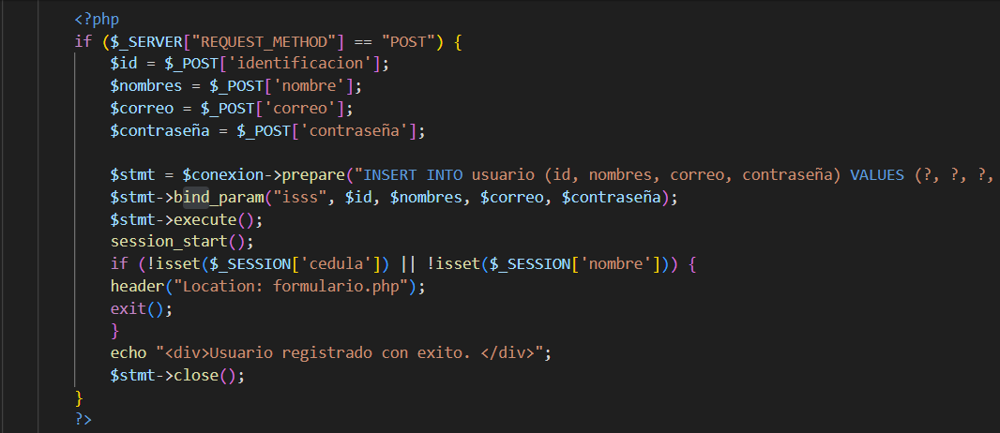 <?php
if ($_SERVER["REQUEST_METHOD"] == "POST") {
$id = $_POST['identificacion'];
$nombres = $_POST['nombre'];
$correo = $_POST['correo'];
$contraseña = $_POST['contraseña'];
$stmt = $conexion->prepare("INSERT INTO usuario (id, nombres, correo, contraseña) VALUES (?, ?, ?,
$stmt->bind_param("isss", $id, $nombres, $correo, $contraseña);
$stmt->execute();
session_start();
if (!isset($_SESSION['cedula']) || !isset($_SESSION['nombre'])) {
header("Location: formulario.php");
exit();
}
echo "<div>Usuario registrado con exito. </div>";
$stmt->close();
}
?>